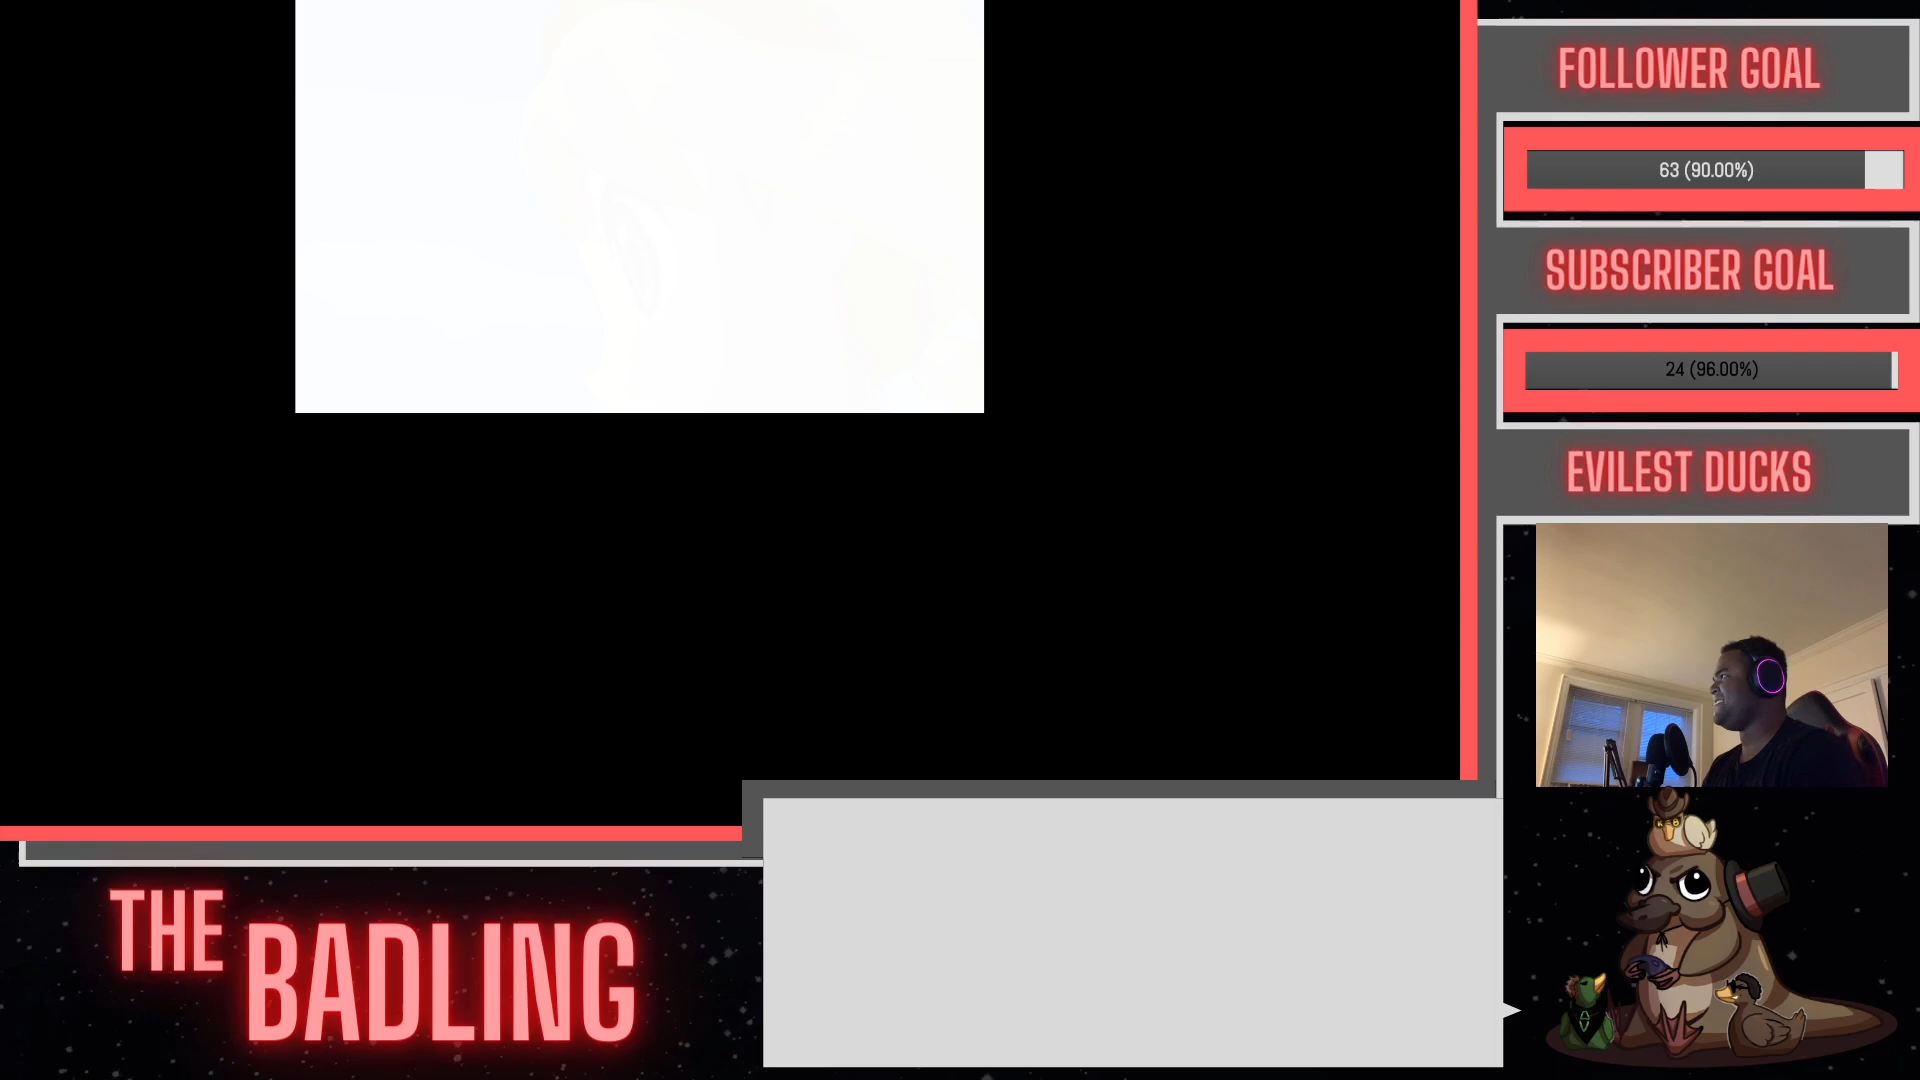 FOLLOWER GOAL
63 (90.00%)
SUBSCRIBER GOAL
24 (96.00%)
EVILEST DUCKS
THE
BADLING